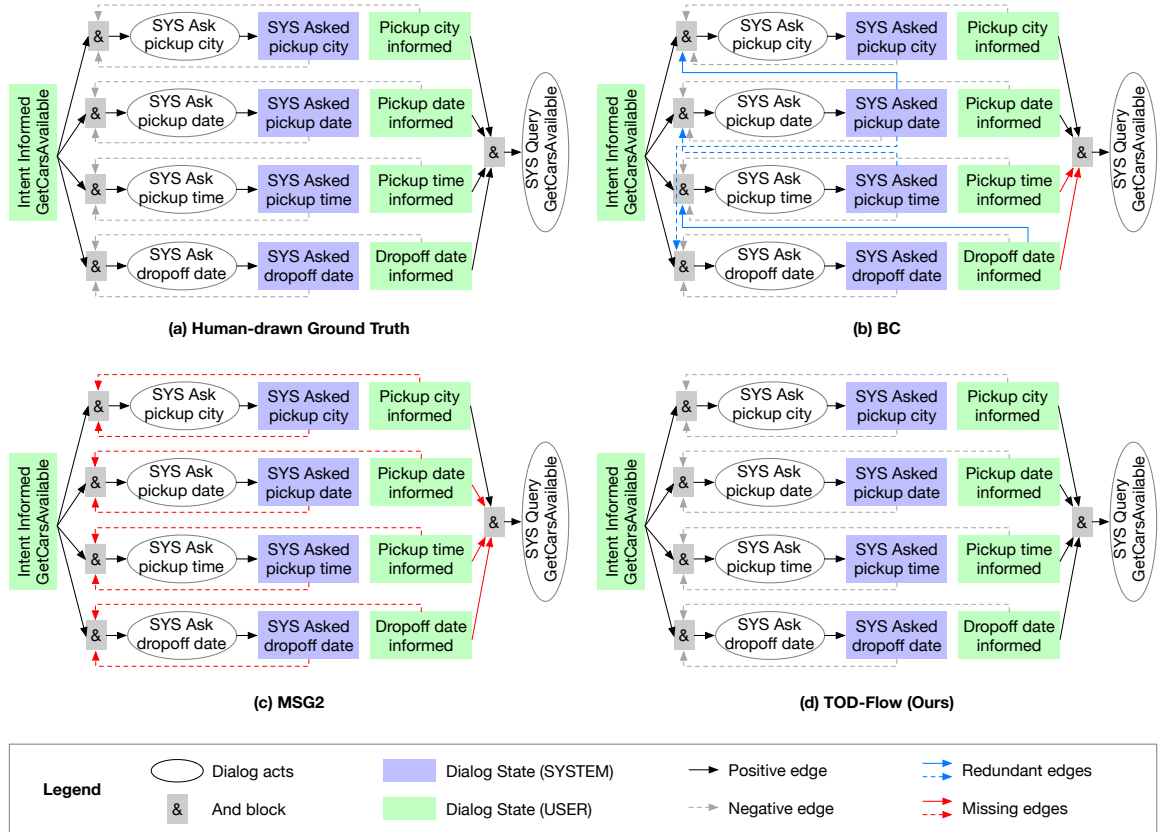 Intent Informed
GetCarsAvailable
&
SYS Ask
pickup city
SYS Asked
pickup city
Pickup city
informed
&
SYS Ask
pickup date
SYS Asked
pickup date
Pickup date
informed
&
SYS Ask
pickup time
SYS Asked
pickup time
Pickup time
informed
&
SYS Ask
dropoff date
SYS Asked
dropoff date
Dropoff date
informed
&
SYS Query
GetCarsAvailable
(a) Human-drawn Ground Truth
Intent Informed
GetCarsAvailable
&
SYS Ask
pickup city
SYS Asked
pickup city
Pickup city
informed
&
SYS Ask
pickup date
SYS Asked
pickup date
Pickup date
informed
&
SYS Ask
pickup time
SYS Asked
pickup time
Pickup time
informed
&
SYS Ask
dropoff date
SYS Asked
dropoff date
Dropoff date
informed
&
SYS Query
GetCarsAvailable
(b) BC
Intent Informed
GetCarsAvailable
&
SYS Ask
pickup city
SYS Asked
pickup city
Pickup city
informed
&
SYS Ask
pickup date
SYS Asked
pickup date
Pickup date
informed
&
SYS Ask
pickup time
SYS Asked
pickup time
Pickup time
informed
&
SYS Ask
dropoff date
SYS Asked
dropoff date
Dropoff date
informed
&
SYS Query
GetCarsAvailable
(c) MSG2
Intent Informed
GetCarsAvailable
&
SYS Ask
pickup city
SYS Asked
pickup city
Pickup city
informed
&
SYS Ask
pickup date
SYS Asked
pickup date
Pickup date
informed
&
SYS Ask
pickup time
SYS Asked
pickup time
Pickup time
informed
&
SYS Ask
dropoff date
SYS Asked
dropoff date
Dropoff date
informed
&
SYS Query
GetCarsAvailable
(d) TOD-Flow (Ours)
Legend
Dialog acts
Dialog State (SYSTEM)
Positive edge
Redundant edges
&
And block
Dialog State (USER)
Negative edge
Missing edges